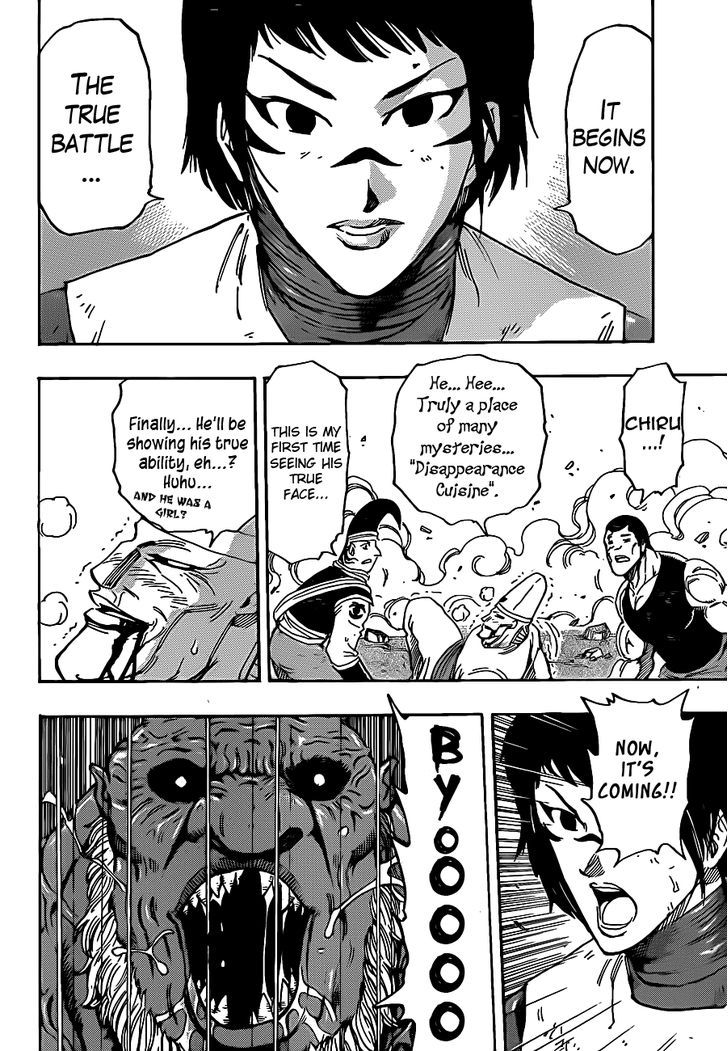 IT
BEGINS
NOW.
THE
TRUE
BATTLE
...
CHIRU
...!
He... Hee...
Truly a place
of many
mysteries...
"Disappearance
Cuisine".
THIS IS MY
FIRST TIME
SEEING HIS
TRUE
FACE...
Finally... He'll be
showing his true
ability, eh...?
Huhu...
AND HE WAS A
GIRL?
NOW,
IT'S
COMING!!
BYOOOOO